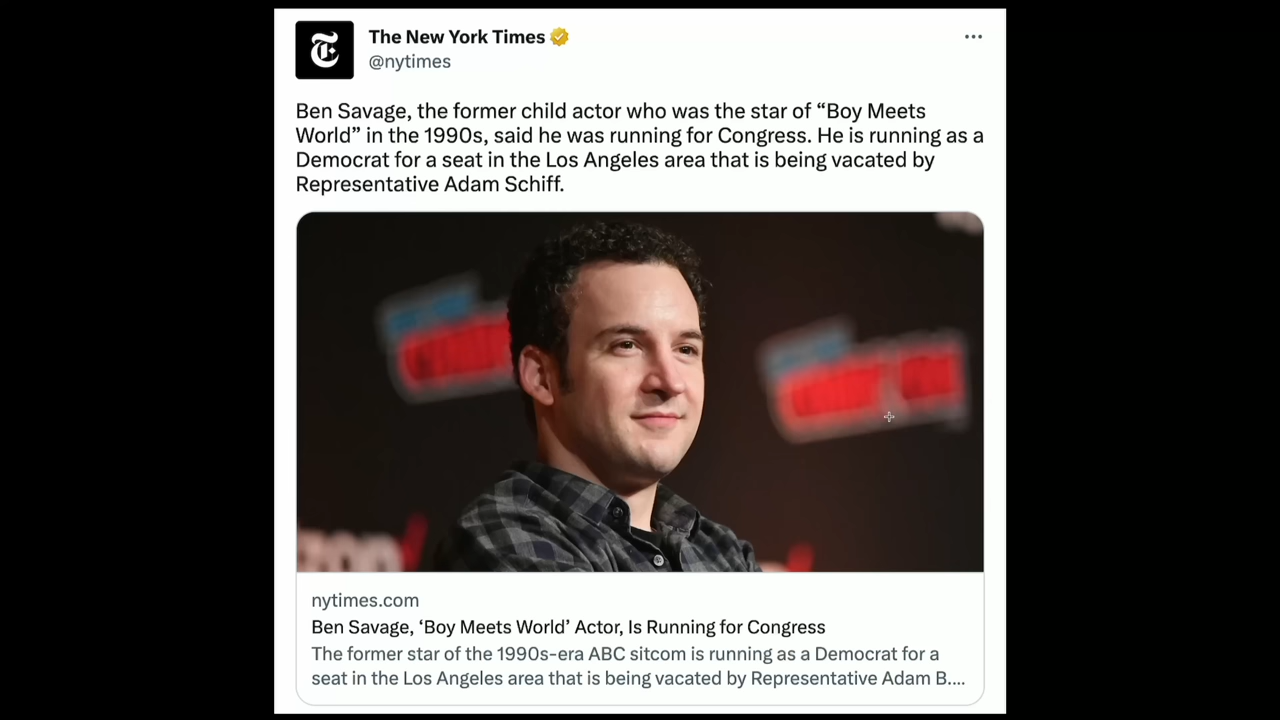 The New York Times
@nytimes
Ben Savage, the former child actor who was the star of “Boy Meets
World” in the 1990s, said he was running for Congress. He is running as a
Democrat for a seat in the Los Angeles area that is being vacated by
Representative Adam Schiff.
nytimes.com
Ben Savage, ‘Boy Meets World’ Actor, Is Running for Congress
The former star of the 1990s-era ABC sitcom is running as a Democrat for a
seat in the Los Angeles area that is being vacated by Representative Adam B....